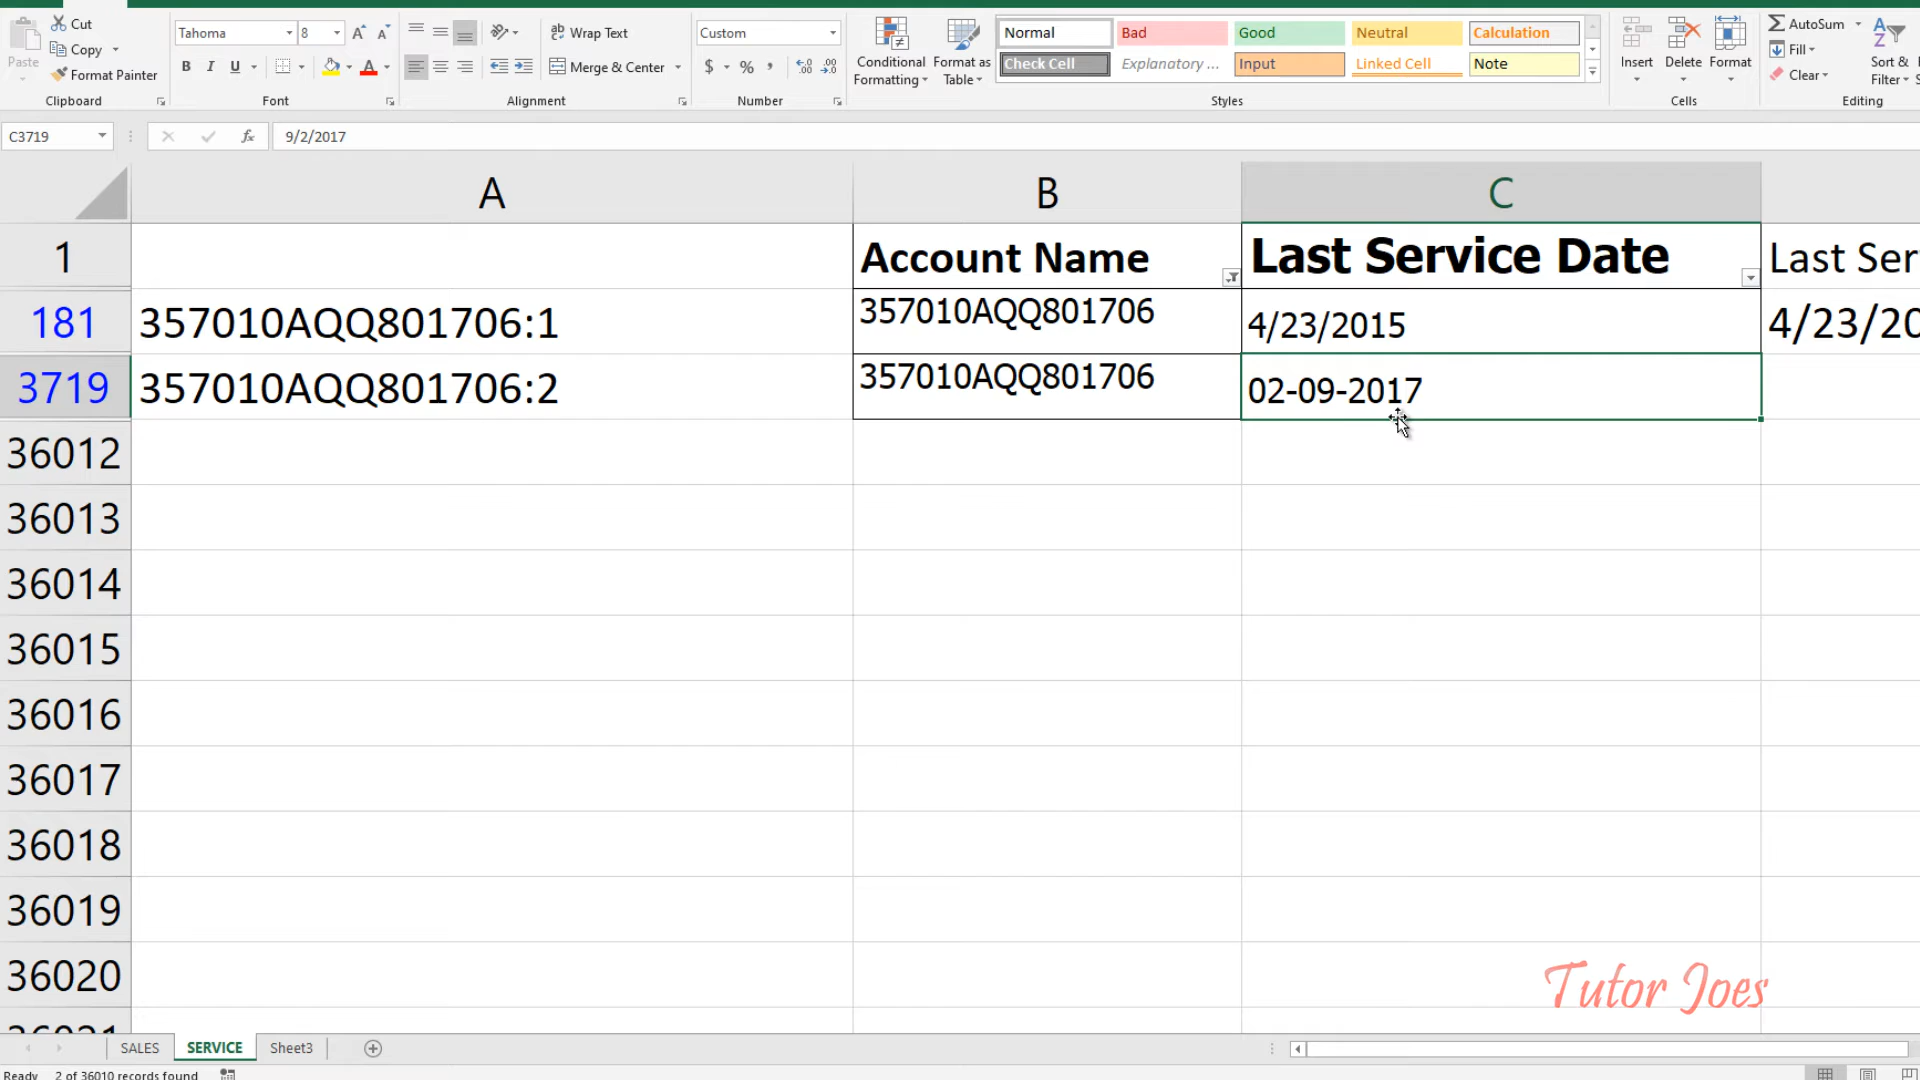 Cut
Tahoma
8
Wrap Text
Custom
Normal
Bad
Good
Neutral
Calculation
AutoSum
Paste
Copy
Format Painter
B I U
Merge & Center
$ % ,
Conditional Formatting
Format as Table
Check Cell
Explanatory ...
Input
Linked Cell
Note
Insert
Delete
Format
Fill
Clear
Sort & Filter
Clipboard
Font
Alignment
Number
Styles
Cells
Editing
C3719
fx
9/2/2017
A
B
C
1
Account Name
Last Service Date
Last Ser
181
357010AQQ801706:1
357010AQQ801706
4/23/2015
4/23/20
3719
357010AQQ801706:2
357010AQQ801706
02-09-2017
36012
36013
36014
36015
36016
36017
36018
36019
36020
36021
Tutor Joes
SALES
SERVICE
Sheet3
Ready
2 of 36010 records found